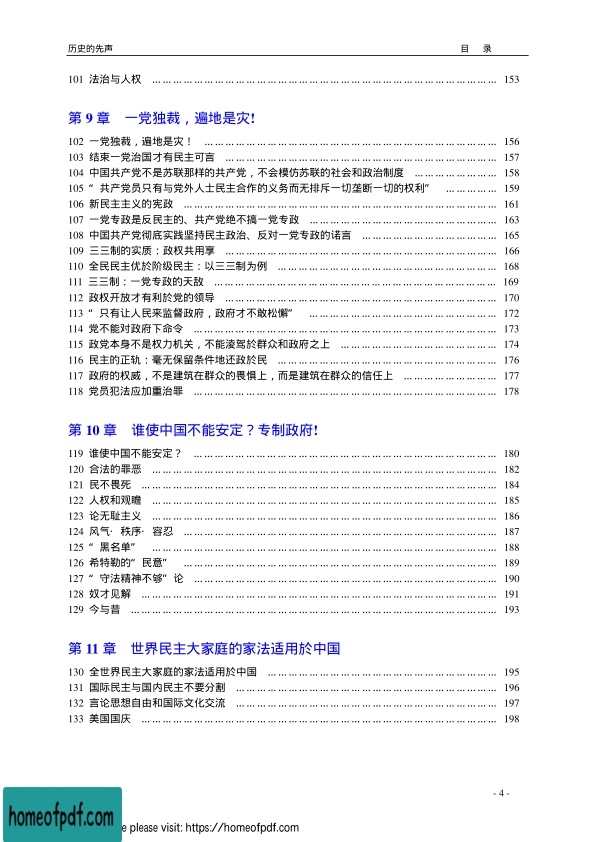 历史的先声 目 录
101 法治与人权 ……………………………………………………………………………… 153
第 9 章 一党独裁，遍地是灾!
102 一党独裁，遍地是灾！ …………………………………………………………………… 156
103 结束一党治国才有民主可言 ……………………………………………………………… 157
104 中国共产党不是苏联那样的共产党，不会模仿苏联的社会和政治制度 ………………… 158
105 “ 共产党员只有与党外人士民主合作的义务而无排斥一切垄断一切的权利” ………… 159
106 新民主主义的宪政 ………………………………………………………………………… 161
107 一党专政是反民主的、共产党绝不搞一党专政 ………………………………………… 163
108 中国共产党彻底实践坚持民主政治、反对一党专政的诺言 …………………………… 165
109 三三制的实质：政权共用享 ……………………………………………………………… 166
110 全民民主优於阶级民主：以三三制为例 ………………………………………………… 168
111 三三制：一党专政的天敌 ………………………………………………………………… 169
112 政权开放才有利於党的领导 ……………………………………………………………… 170
113 “ 只有让人民来监督政府，政府才不敢松懈” ………………………………………… 172
114 党不能对政府下命令 ……………………………………………………………………… 173
115 政党本身不是权力机关，不能淩驾於群众和政府之上 ………………………………… 174
116 民主的正轨：毫无保留条件地还政於民 ………………………………………………… 176
117 政府的权威，不是建筑在群众的畏惧上，而是建筑在群众的信任上 ………………… 177
118 党员犯法应加重治罪 ……………………………………………………………………… 178
第 10 章 谁使中国不能安定？专制政府!
119 谁使中国不能安定？ ……………………………………………………………………… 180
120 合法的罪恶 ………………………………………………………………………………… 182
121 民不畏死 …………………………………………………………………………………… 184
122 人权和观瞻 ………………………………………………………………………………… 185
123 论无耻主义 ………………………………………………………………………………… 186
124 风气· 秩序· 容忍 ………………………………………………………………………… 187
125 “ 黑名单” ………………………………………………………………………………… 188
126 希特勒的“ 民意” ………………………………………………………………………… 189
127 “ 守法精神不够” 论 ……………………………………………………………………… 190
128 奴才见解 …………………………………………………………………………………… 191
129 今与昔 ……………………………………………………………………………………… 193
第 11 章 世界民主大家庭的家法适用於中国
130 全世界民主大家庭的家法适用於中国 …………………………………………………… 195
131 国际民主与国内民主不要分割 …………………………………………………………… 196
132 言论思想自由和国际文化交流 …………………………………………………………… 197
133 美国国庆 …………………………………………………………………………………… 198
- 4 -
homeofpdf.com
e please visit: https://homeofpdf.com